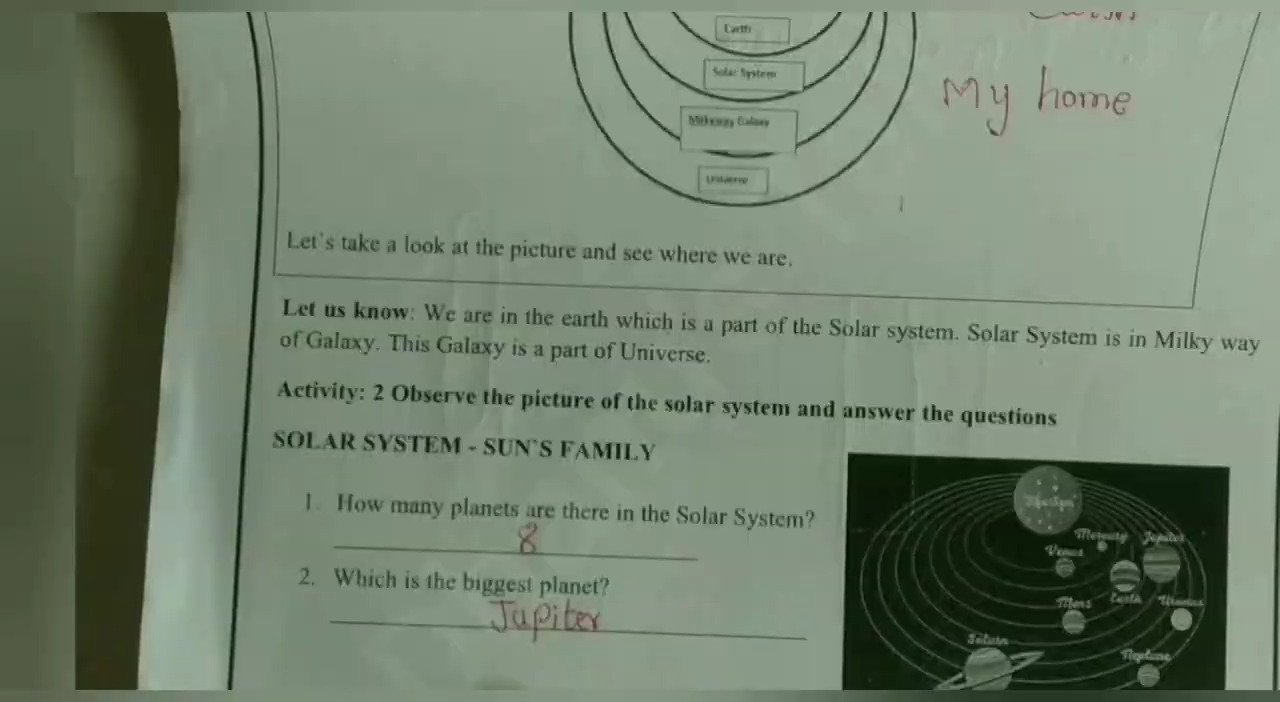 Earth
Solar System
My home
Milkyway Galaxy
Universe
Let's take a look at the picture and see where we are.
Let us know: We are in the earth which is a part of the Solar system. Solar System is in Milky way
of Galaxy. This Galaxy is a part of Universe.
Activity: 2 Observe the picture of the solar system and answer the questions
SOLAR SYSTEM - SUN'S FAMILY
1. How many planets are there in the Solar System?
8
2. Which is the biggest planet?
Jupiter
Mercury
Jupiter
Venus
Mars
Earth
Uranus
Saturn
Neptune